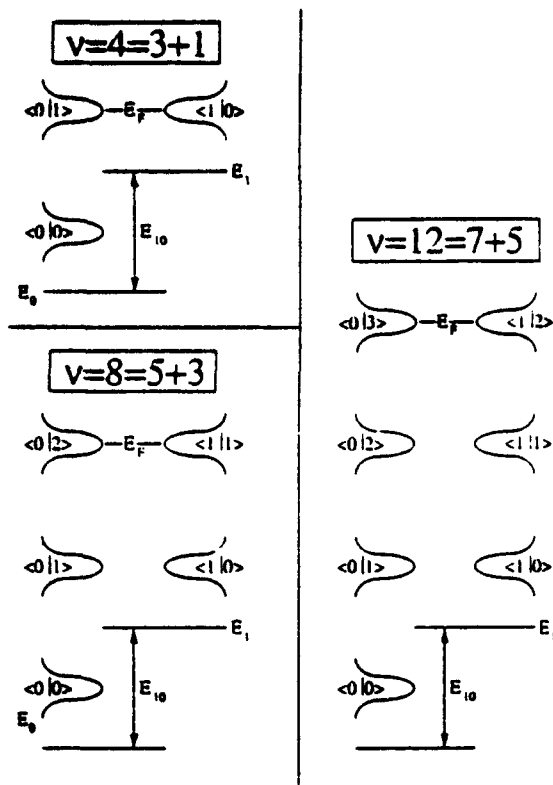 ν=4=3+1
<0|1> E_F <1|0>
E_1
<0|0> E_10
E_0
ν=8=5+3
<0|2> E_F <1|1>
<0|1> <1|0>
E_1
<0|0> E_10
E_0
ν=12=7+5
<0|3> E_F <1|2>
<0|2> <1|1>
<0|1> <1|0>
E_1
<0|0> E_10